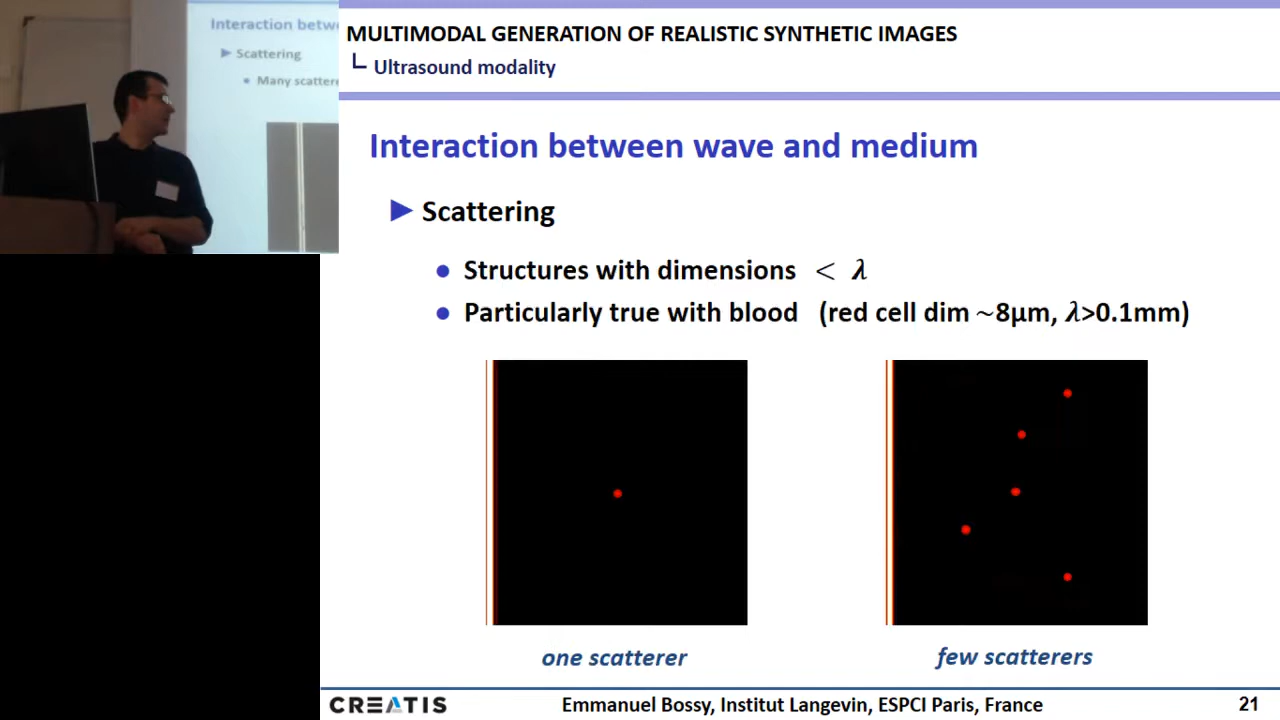 Interaction betw
Scattering
Many scattere
MULTIMODAL GENERATION OF REALISTIC SYNTHETIC IMAGES
Ultrasound modality
Interaction between wave and medium
► Scattering
● Structures with dimensions < λ
● Particularly true with blood (red cell dim ~8µm, λ>0.1mm)
one scatterer
few scatterers
CREATIS
Emmanuel Bossy, Institut Langevin, ESPCI Paris, France
21